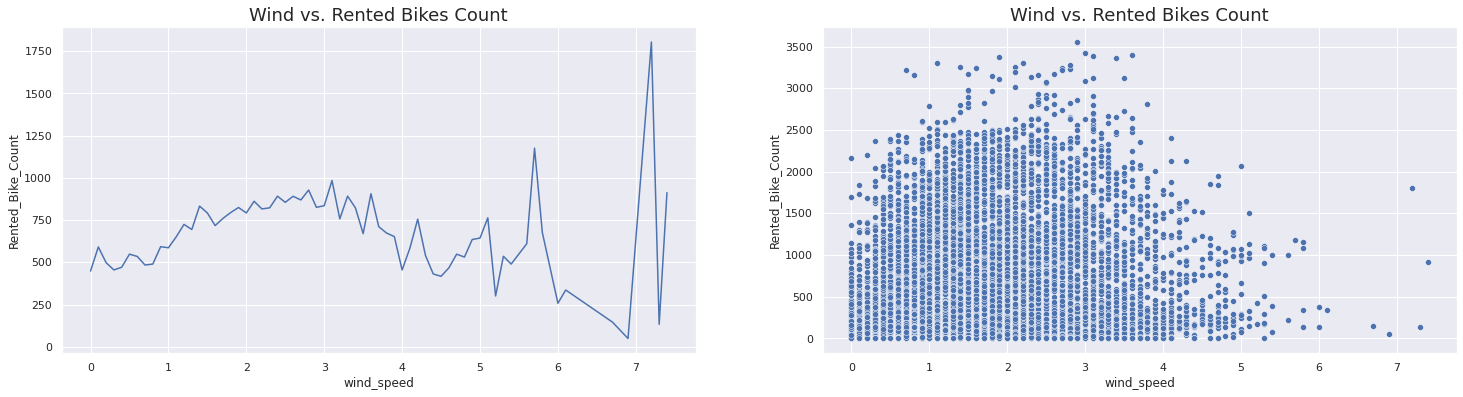 Wind vs. Rented Bikes Count
Rented_Bike_Count
1750
1500
1250
1000
750
500
250
0
0 1 2 3 4 5 6 7
wind_speed
Wind vs. Rented Bikes Count
Rented_Bike_Count
3500
3000
2500
2000
1500
1000
500
0
0 1 2 3 4 5 6 7
wind_speed